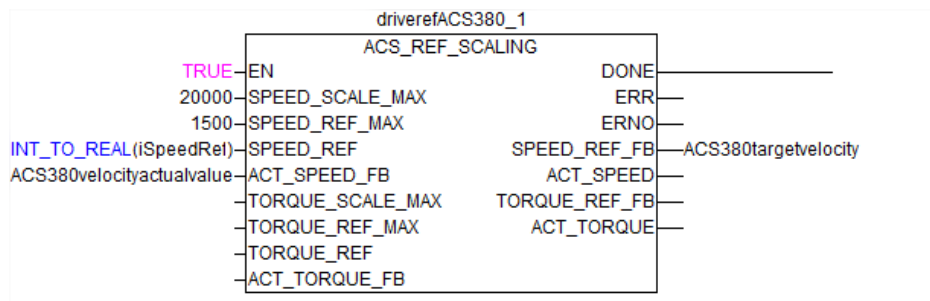 driverefACS380_1
ACS_REF_SCALING
TRUE EN DONE
20000 SPEED_SCALE_MAX ERR
1500 SPEED_REF_MAX ERNO
INT_TO_REAL(iSpeedRel) SPEED_REF SPEED_REF_FB ACS380targetvelocity
ACS380velocityactualvalue ACT_SPEED_FB ACT_SPEED
TORQUE_SCALE_MAX TORQUE_REF_FB
TORQUE_REF_MAX ACT_TORQUE
TORQUE_REF
ACT_TORQUE_FB